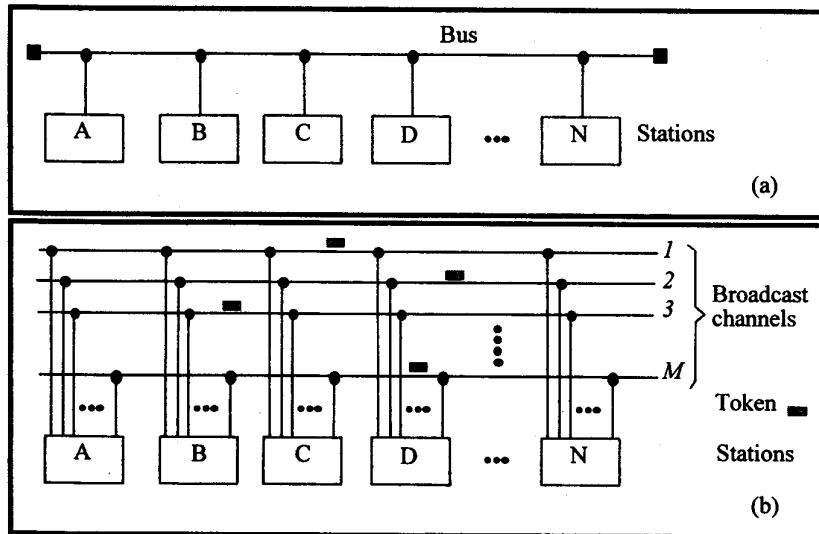 Bus
A B C D ••• N Stations
(a)
1
2
3
Broadcast channels
M
••• ••• ••• ••• •••
Token
A B C D ••• N Stations
(b)